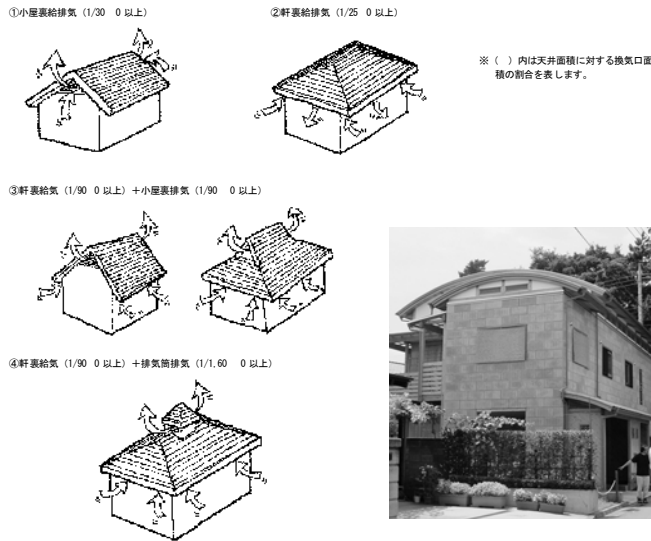 ①小屋裏給排気（1/30 0 以上）
②軒裏給排気（1/25 0 以上）
※（ ）内は天井面積に対する換気口面
積の割合を表します。
③軒裏給気（1/90 0 以上）＋小屋裏排気（1/90 0 以上）
④軒裏給気（1/90 0 以上）＋排気筒排気（1/1,60 0 以上）